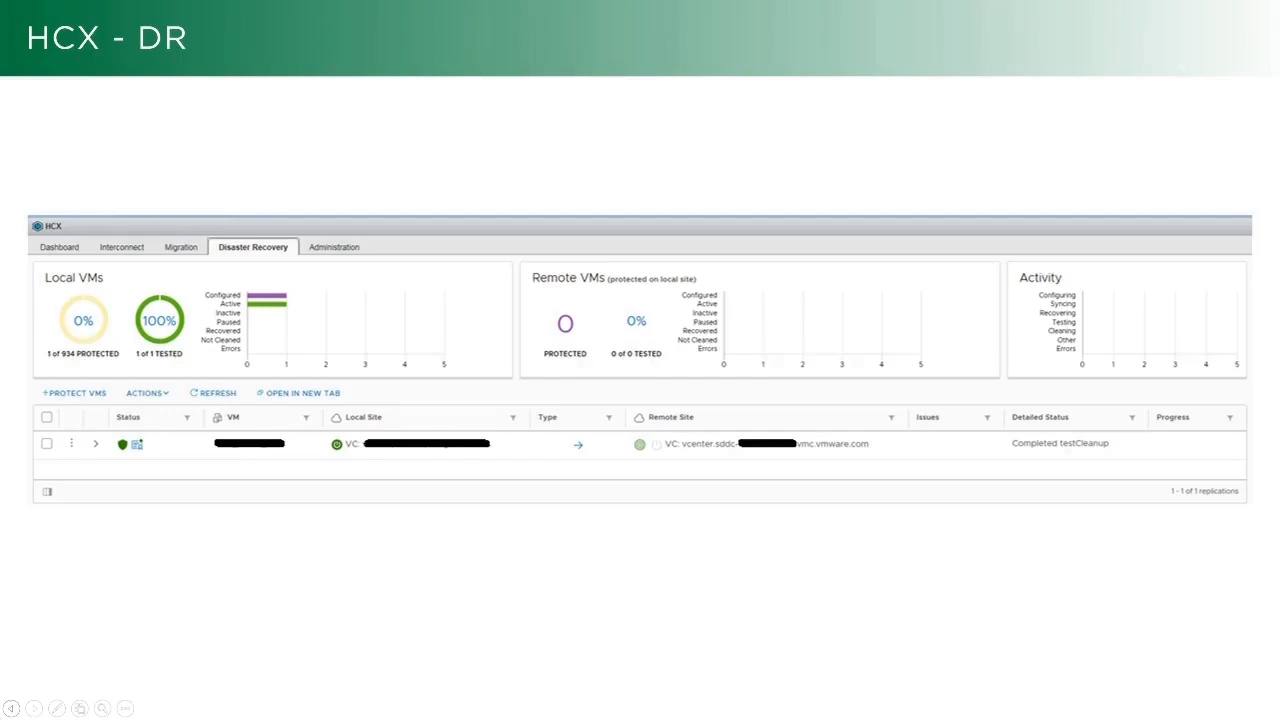 HCX - DR
HCX
Dashboard Interconnect Migration Disaster Recovery Administration
Local VMs
0%
1 of 934 PROTECTED
100%
1 of 1 TESTED
Configured
Active
Inactive
Paused
Recovered
Not Cleaned
Errors
0 1 2 3 4 5
Remote VMs (protected on local site)
0
PROTECTED
0%
0 of 0 TESTED
Configured
Active
Inactive
Paused
Recovered
Not Cleaned
Errors
0 1 2 3 4 5
Activity
Configuring
Syncing
Recovering
Testing
Cleaning
Other
Errors
0 1 2 3 4 5
+PROTECT VMS ACTIONS REFRESH OPEN IN NEW TAB
Status VM Local Site Type Remote Site Issues Detailed Status Progress
VC: VC: vcenter.sddc- vmc.vmware.com Completed testCleanup
1 - 1 of 1 replications